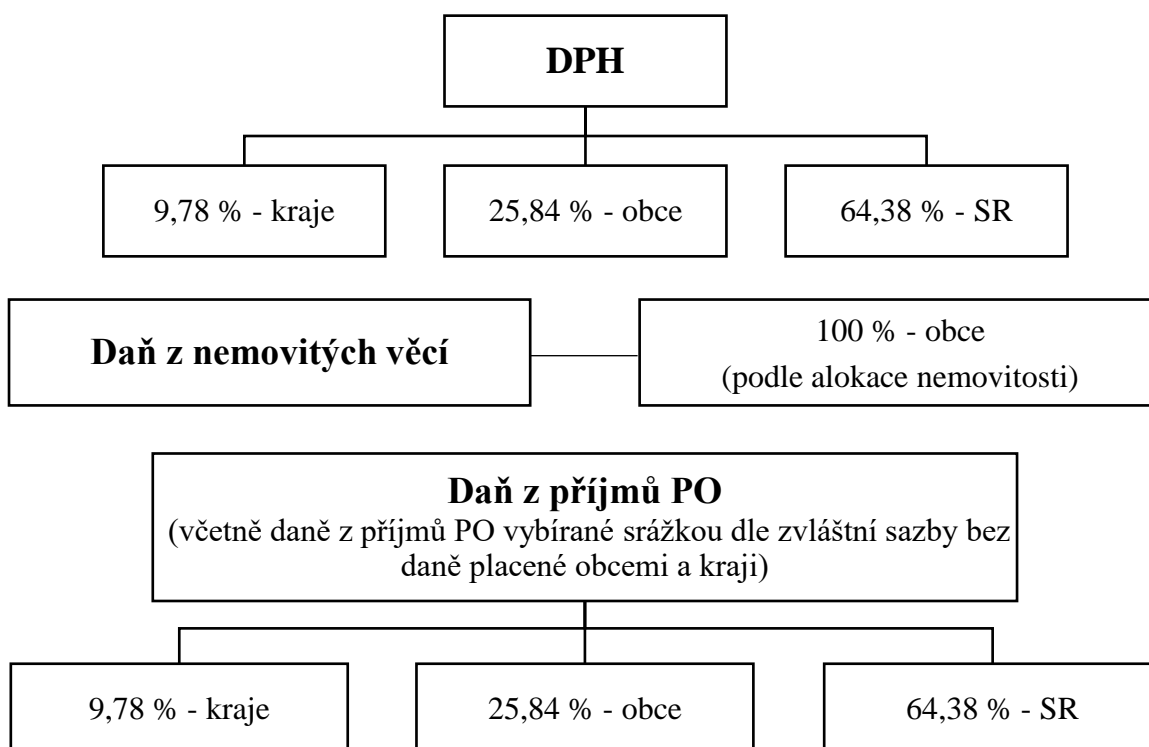 DPH
9,78 % - kraje
25,84 % - obce
64,38 % - SR
Daň z nemovitých věcí
100 % - obce
(podle alokace nemovitosti)
Daň z příjmů PO
(včetně daně z příjmů PO vybírané srážkou dle zvláštní sazby bez
daně placené obcemi a kraji)
9,78 % - kraje
25,84 % - obce
64,38 % - SR